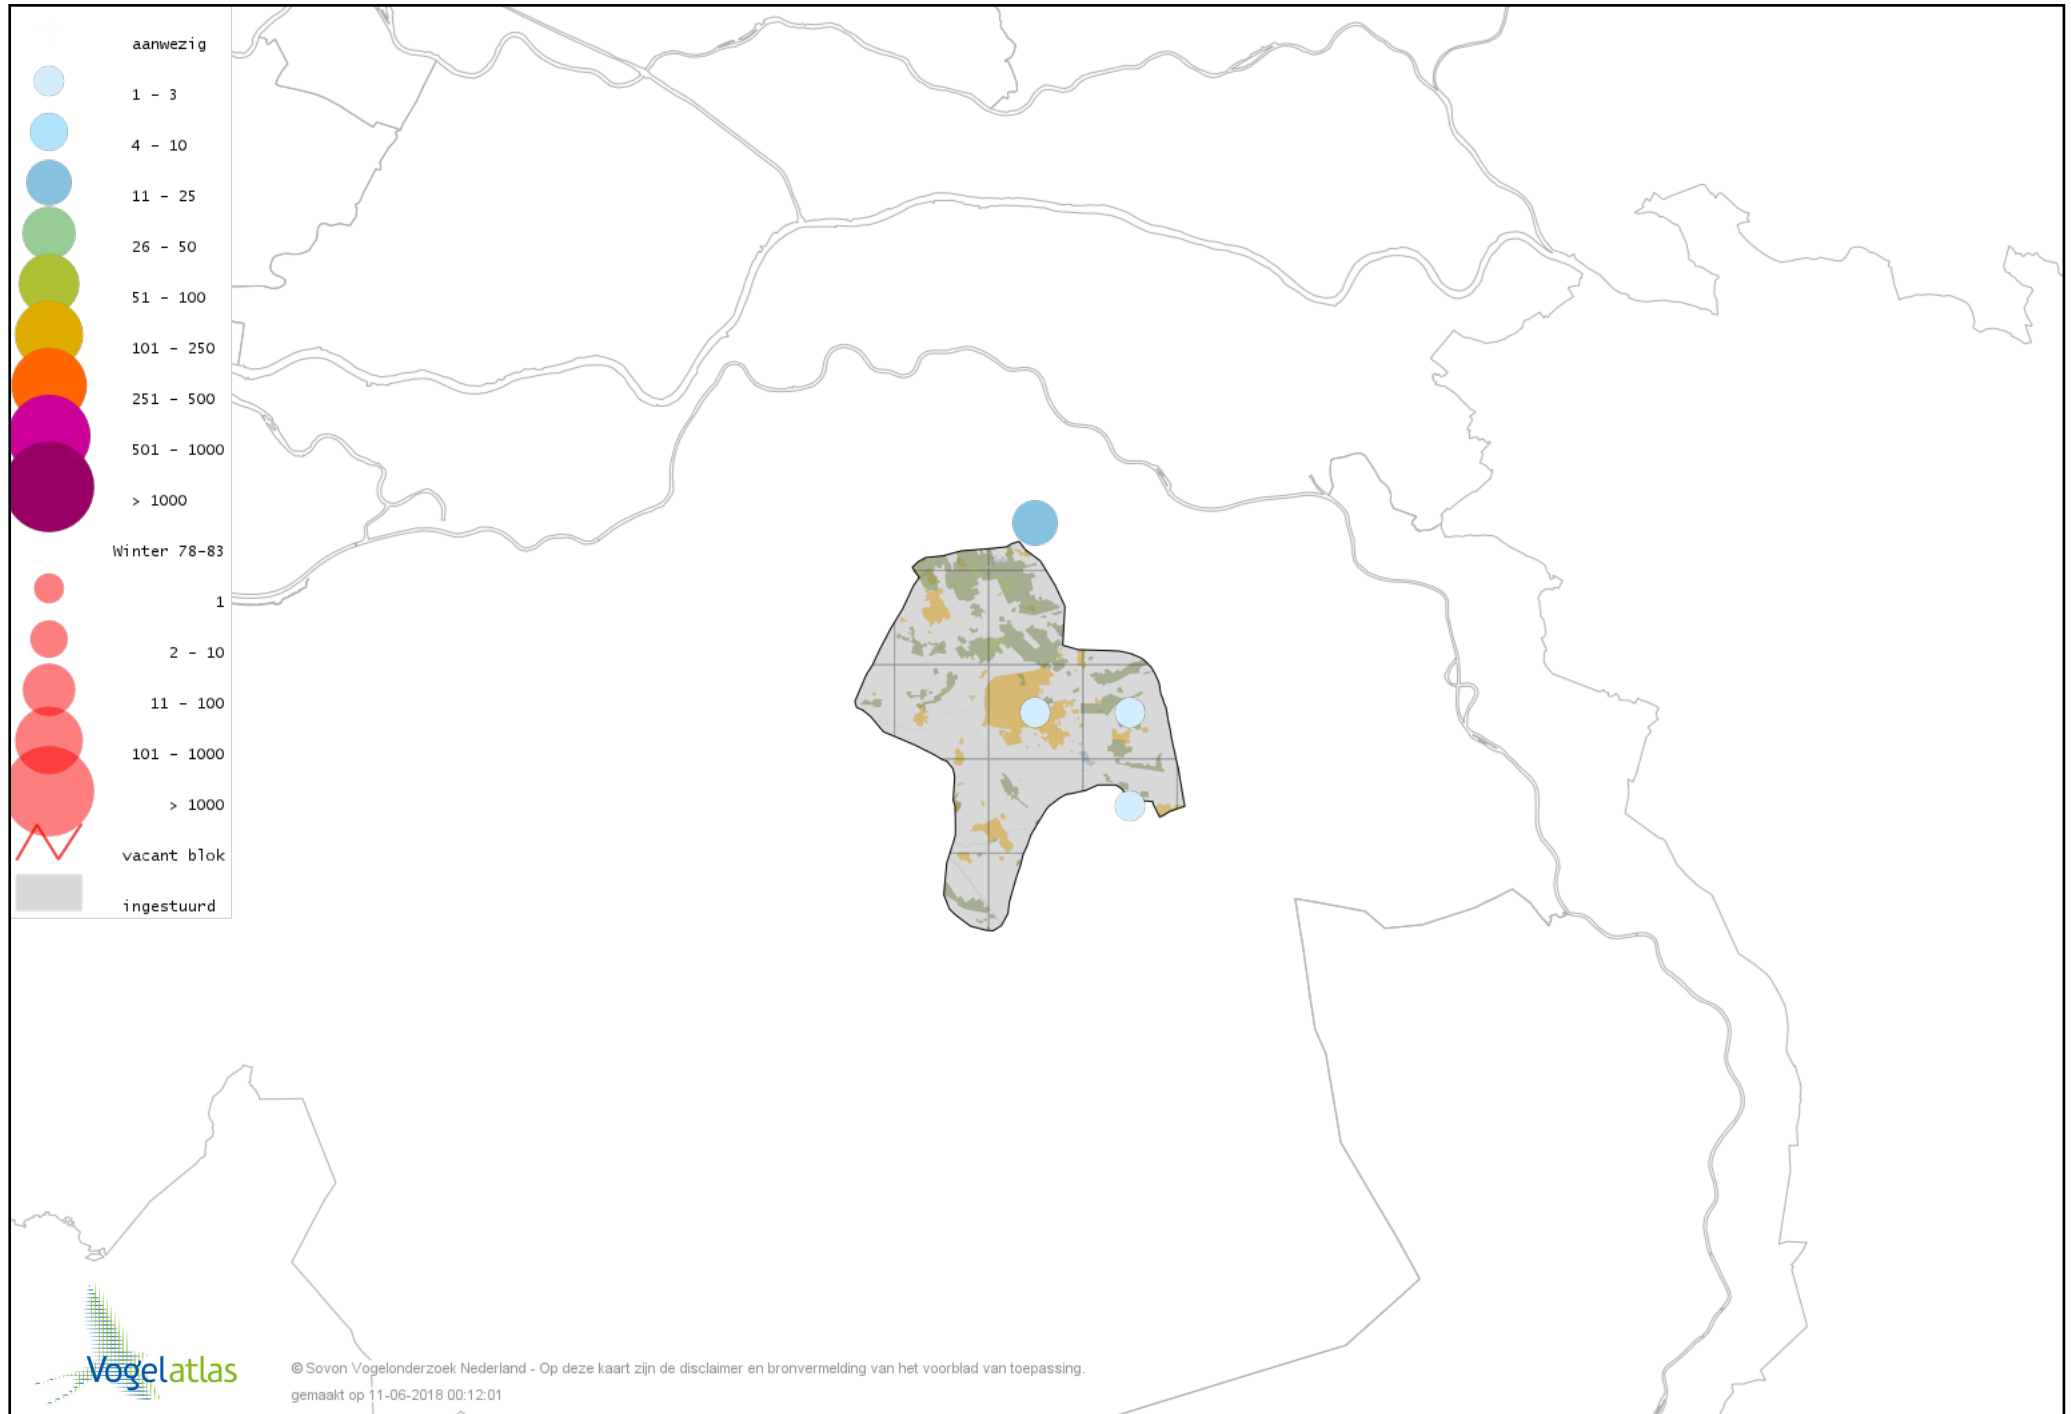 aanwezig
1 - 3
4 - 10
11 - 25
26 - 50
51 - 100
101 - 250
251 - 500
501 - 1000
> 1000
Winter 78-83
1
2 - 10
11 - 100
101 - 1000
> 1000
vacant blok
ingestuurd
Vogelatlas
© Sovon Vogelonderzoek Nederland - Op deze kaart zijn de disclaimer en bronvermelding van het voorblad van toepassing.
gemaakt op 11-06-2018 00:12:01